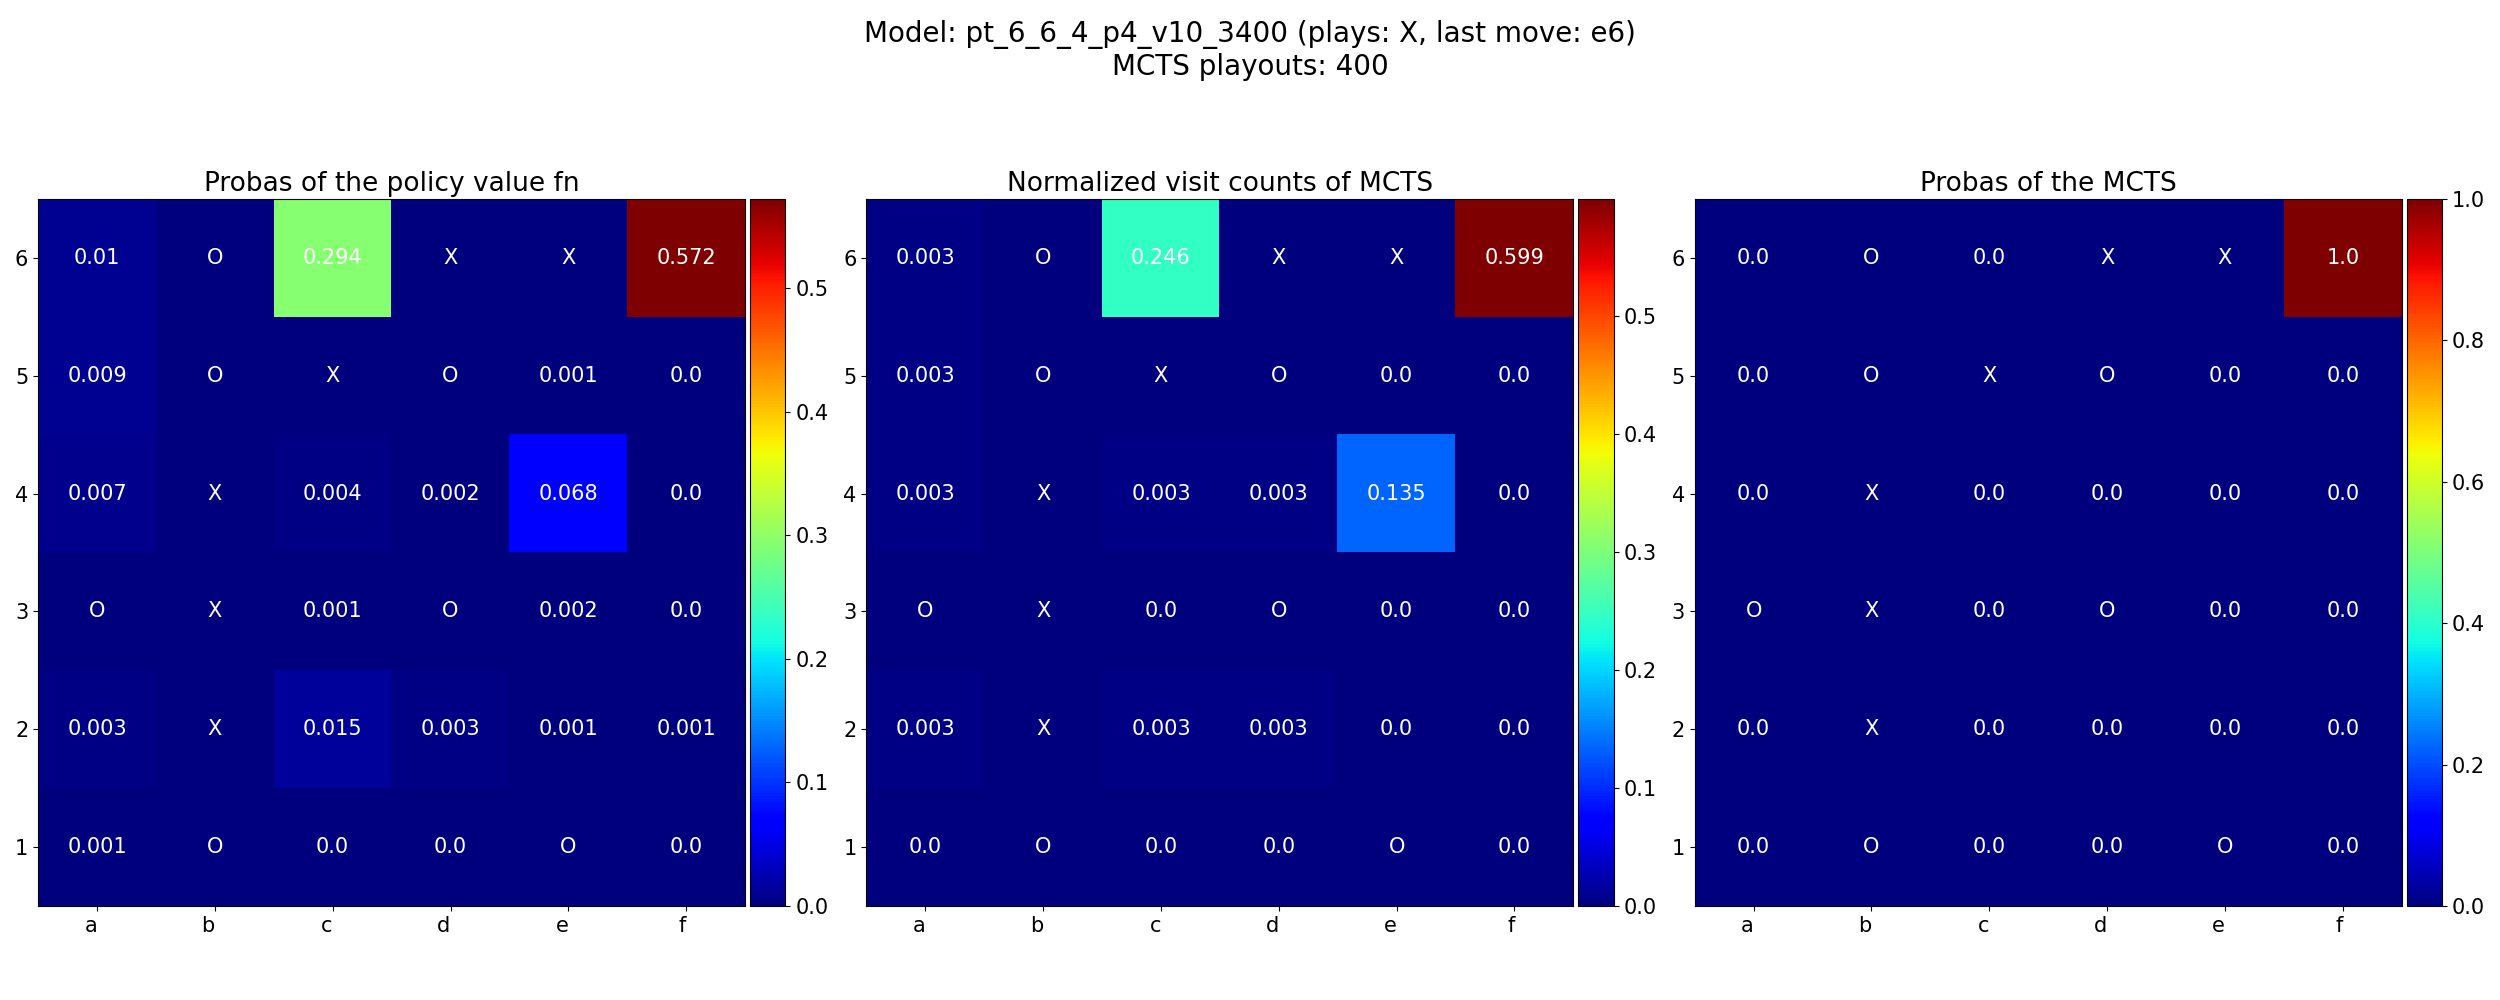 Model: pt_6_6_4_p4_v10_3400 (plays: X, last move: e6)
MCTS playouts: 400
Probas of the policy value fn
6 0.01 O 0.294 X X 0.572
5 0.009 O X O 0.001 0.0
4 0.007 X 0.004 0.002 0.068 0.0
3 O X 0.001 O 0.002 0.0
2 0.003 X 0.015 0.003 0.001 0.001
1 0.001 O 0.0 0.0 O 0.0
a b c d e f
0.5
0.4
0.3
0.2
0.1
0.0
Normalized visit counts of MCTS
6 0.003 O 0.246 X X 0.599
5 0.003 O X O 0.0 0.0
4 0.003 X 0.003 0.003 0.135 0.0
3 O X 0.0 O 0.0 0.0
2 0.003 X 0.003 0.003 0.0 0.0
1 0.0 O 0.0 0.0 O 0.0
a b c d e f
0.5
0.4
0.3
0.2
0.1
0.0
Probas of the MCTS
6 0.0 O 0.0 X X 1.0
5 0.0 O X O 0.0 0.0
4 0.0 X 0.0 0.0 0.0 0.0
3 O X 0.0 O 0.0 0.0
2 0.0 X 0.0 0.0 0.0 0.0
1 0.0 O 0.0 0.0 O 0.0
a b c d e f
1.0
0.8
0.6
0.4
0.2
0.0